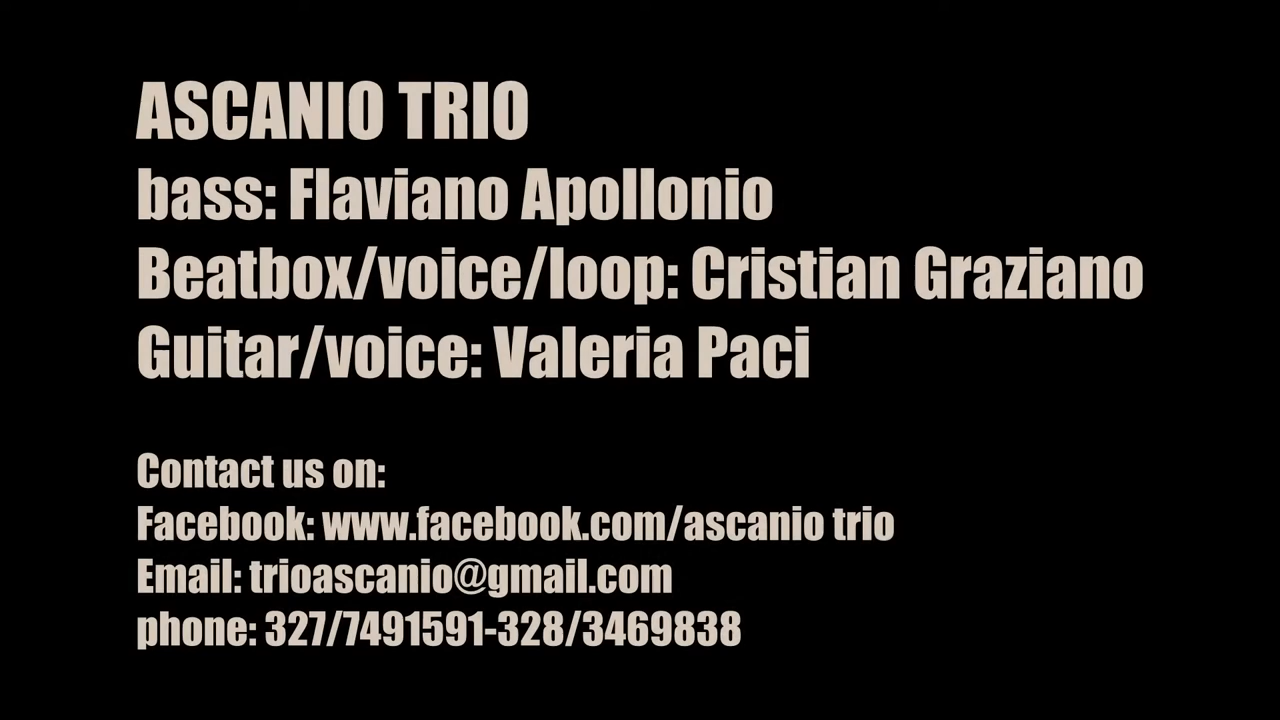 ASCANIO TRIO
bass: Flaviano Apollonio
Beatbox/voice/loop: Cristian Graziano
Guitar/voice: Valeria Paci
Contact us on:
Facebook: www.facebook.com/ascanio trio
Email: trioascanio@gmail.com
phone: 327/7491591-328/3469838